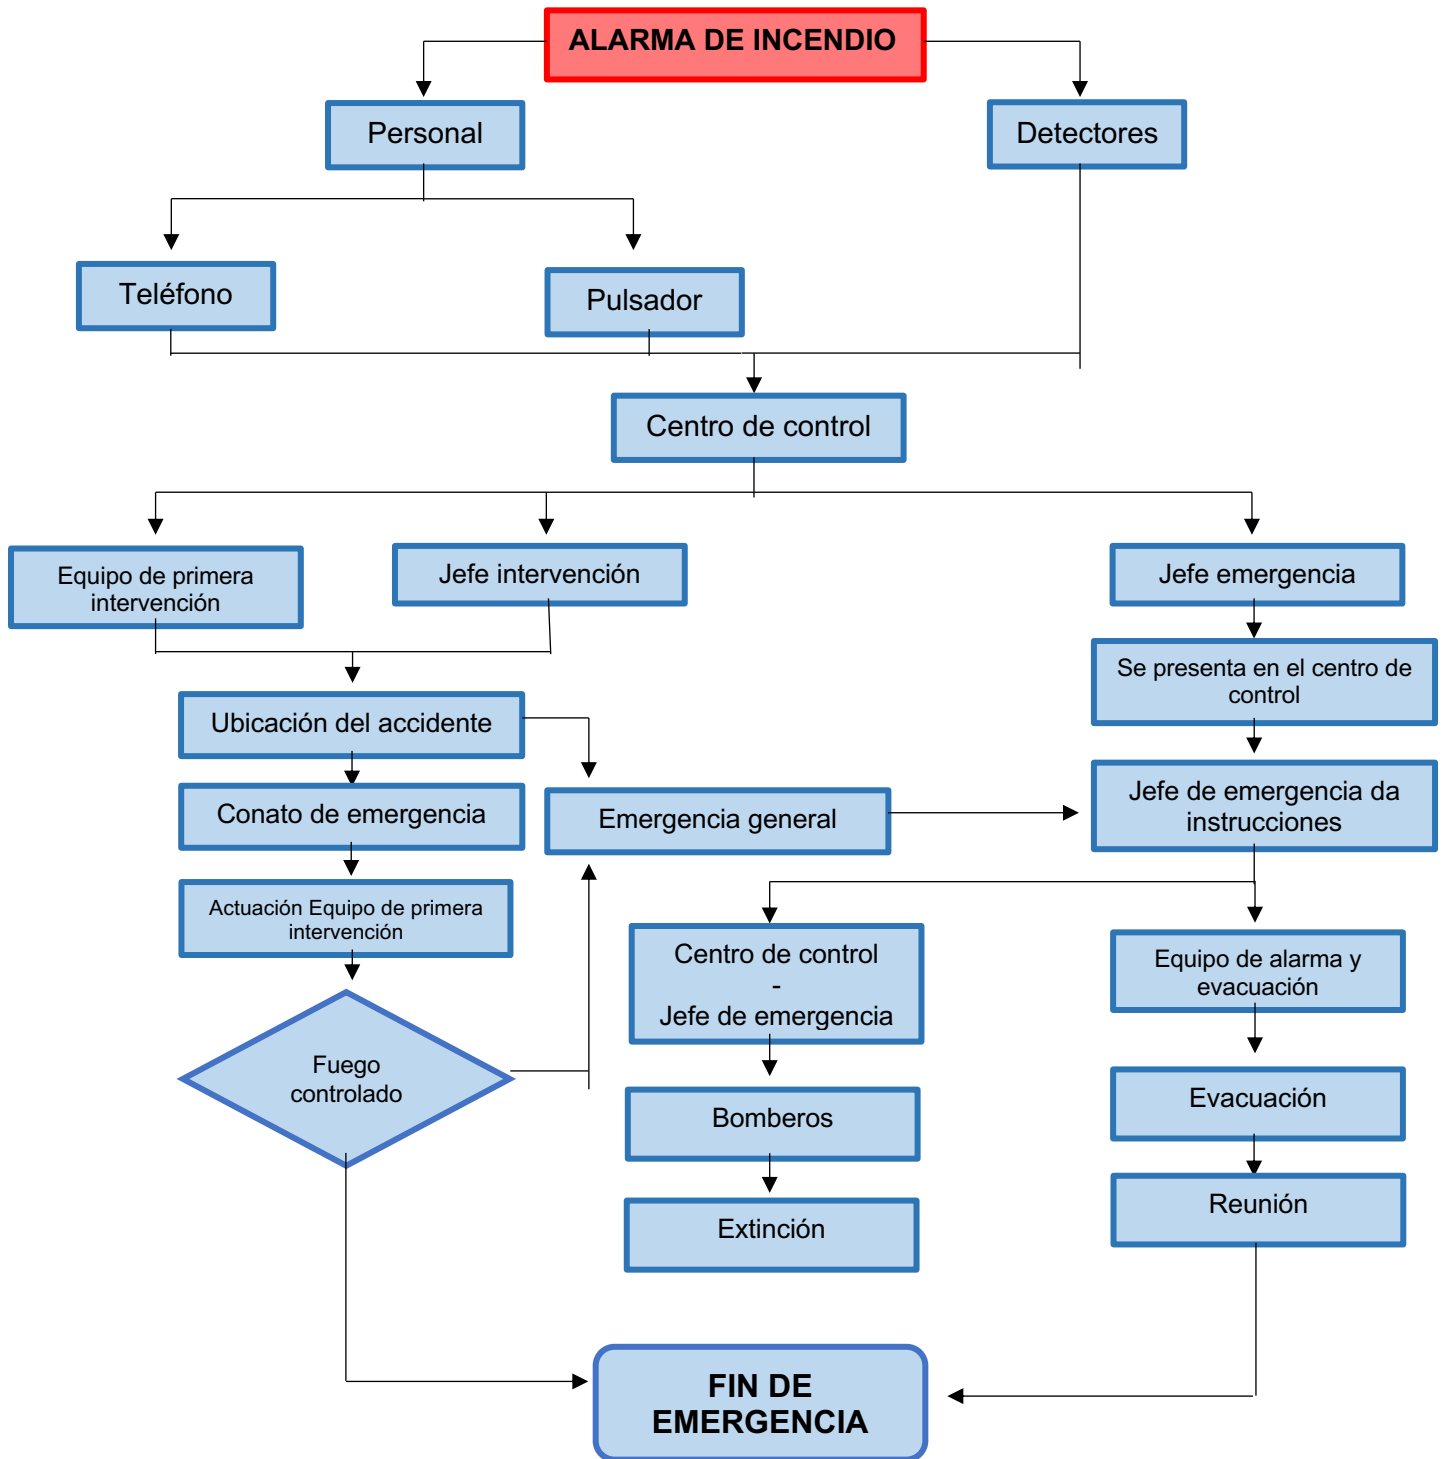 ALARMA DE INCENDIO
Personal
Detectores
Teléfono
Pulsador
Centro de control
Equipo de primera
intervención
Jefe intervención
Jefe emergencia
Se presenta en el centro de
control
Ubicación del accidente
Conato de emergencia
Emergencia general
Jefe de emergencia da
instrucciones
Actuación Equipo de primera
intervención
Centro de control
-
Jefe de emergencia
Equipo de alarma y
evacuación
Fuego
controlado
Bomberos
Evacuación
Extinción
Reunión
FIN DE
EMERGENCIA